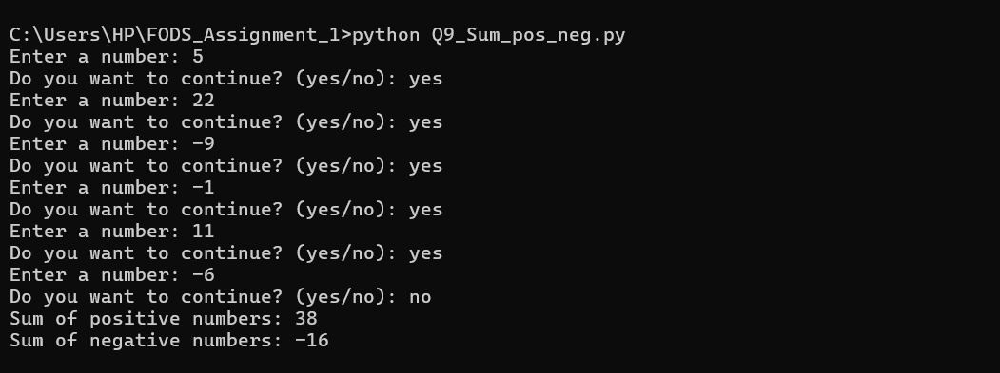 C:\Users\HP\FODS_Assignment_1>python Q9_Sum_pos_neg.py
Enter a number: 5
Do you want to continue? (yes/no): yes
Enter a number: 22
Do you want to continue? (yes/no): yes
Enter a number: -9
Do you want to continue? (yes/no): yes
Enter a number: -1
Do you want to continue? (yes/no): yes
Enter a number: 11
Do you want to continue? (yes/no): yes
Enter a number: -6
Do you want to continue? (yes/no): no
Sum of positive numbers: 38
Sum of negative numbers: -16